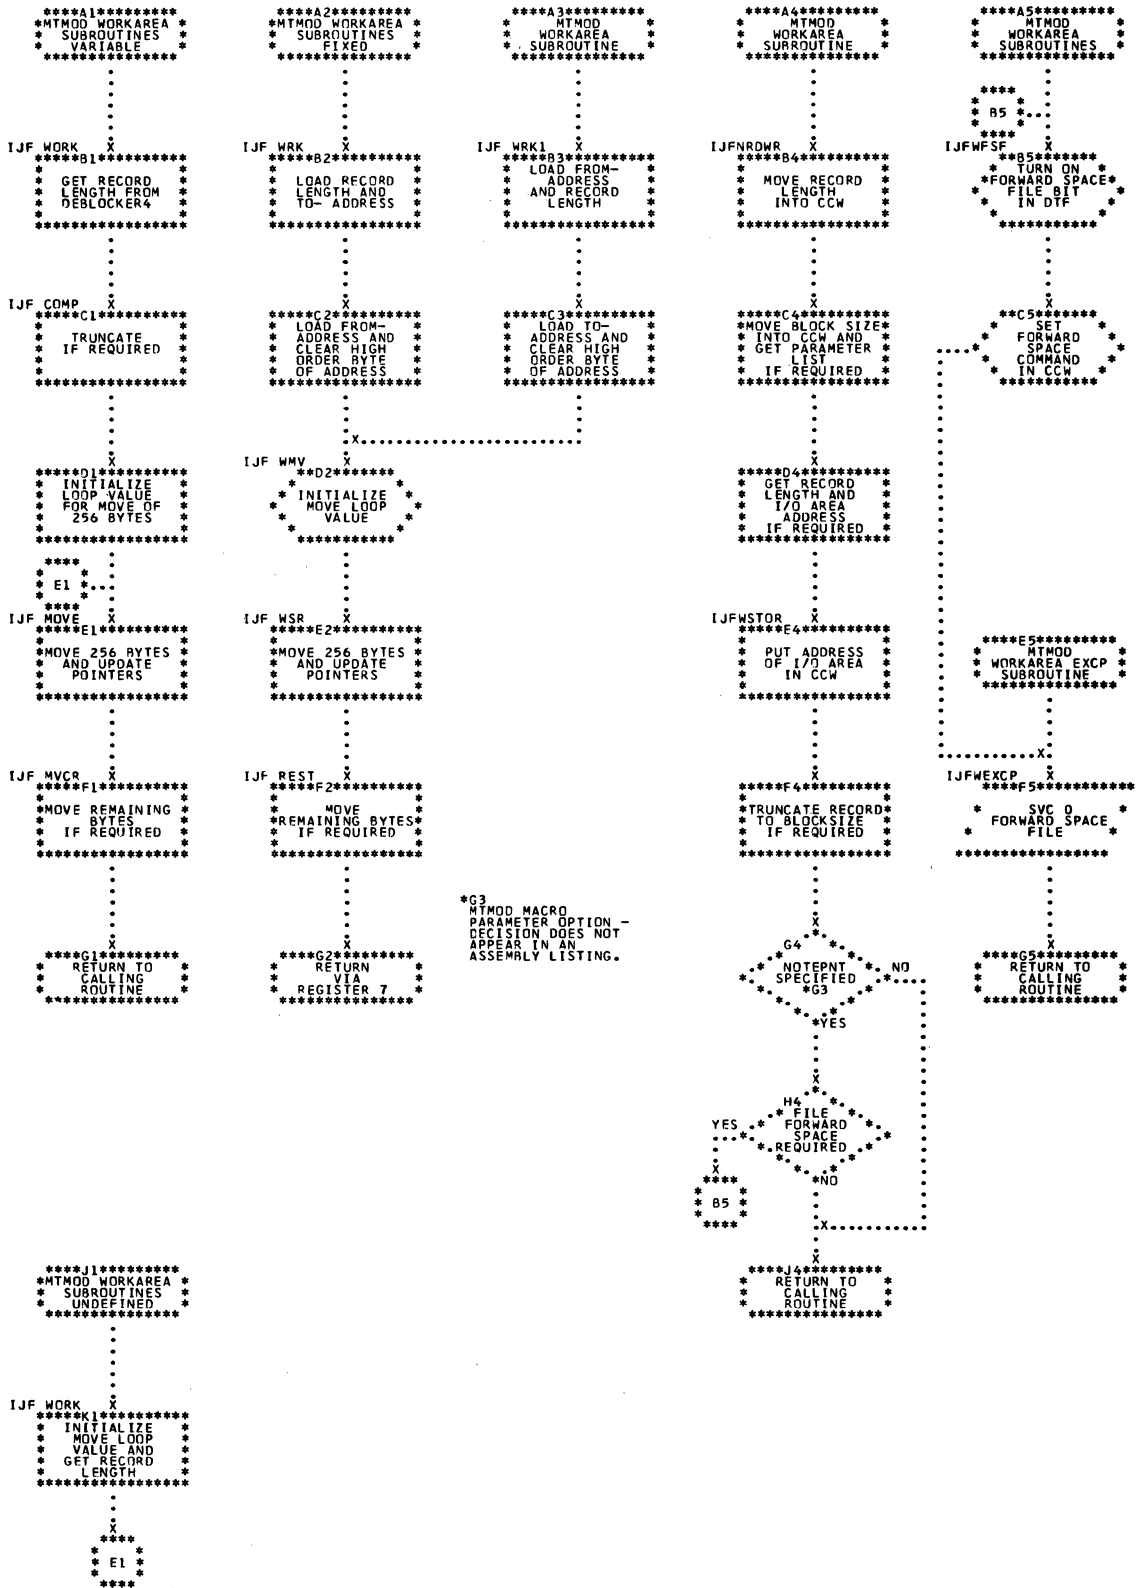 A1
MTMOD WORKAREA
SUBROUTINES
VARIABLE
A2
MTMOD WORKAREA
SUBROUTINES
FIXED
A3
MTMOD
WORKAREA
SUBROUTINE
A4
MTMOD
WORKAREA
SUBROUTINE
A5
MTMOD
WORKAREA
SUBROUTINES
B5
IJF WORK
B1
GET RECORD
LENGTH FROM
DEBLOCKER4
IJF WRK
B2
LOAD RECORD
LENGTH AND
TO- ADDRESS
IJF WRK1
B3
LOAD FROM-
ADDRESS
AND RECORD
LENGTH
IJFNRDWR
B4
MOVE RECORD
LENGTH
INTO CCW
IJFWFSF
B5
TURN ON
FORWARD SPACE
FILE BIT
IN DTF
IJF COMP
C1
TRUNCATE
IF REQUIRED
C2
LOAD FROM-
ADDRESS AND
CLEAR HIGH
ORDER BYTE
OF ADDRESS
C3
LOAD TO-
ADDRESS AND
CLEAR HIGH
ORDER BYTE
OF ADDRESS
C4
MOVE BLOCK SIZE
INTO CCW AND
GET PARAMETER
LIST
IF REQUIRED
C5
SET
FORWARD
SPACE
COMMAND
IN CCW
D1
INITIALIZE
LOOP VALUE
FOR MOVE OF
256 BYTES
IJF WMV
D2
INITIALIZE
MOVE LOOP
VALUE
D4
GET RECORD
LENGTH AND
I/O AREA
ADDRESS
IF REQUIRED
E1
IJF MOVE
E1
MOVE 256 BYTES
AND UPDATE
POINTERS
IJF WSR
E2
MOVE 256 BYTES
AND UPDATE
POINTERS
IJFWSTOR
E4
PUT ADDRESS
OF I/O AREA
IN CCW
E5
MTMOD
WORKAREA EXCP
SUBROUTINE
IJF MVCR
F1
MOVE REMAINING
BYTES
IF REQUIRED
IJF REST
F2
MOVE
REMAINING BYTES
IF REQUIRED
F4
TRUNCATE RECORD
TO BLOCKSIZE
IF REQUIRED
IJFWEXCP
F5
SVC 0
FORWARD SPACE
FILE
*G3
MTMOD MACRO
PARAMETER OPTION -
DECISION DOES NOT
APPEAR IN AN
ASSEMBLY LISTING.
G1
RETURN TO
CALLING
ROUTINE
G2
RETURN
VIA
REGISTER 7
G4
NOTEPNT
SPECIFIED
*G3
NO
YES
G5
RETURN TO
CALLING
ROUTINE
H4
FILE
FORWARD
SPACE
REQUIRED
YES
NO
B5
J1
MTMOD WORKAREA
SUBROUTINES
UNDEFINED
J4
RETURN TO
CALLING
ROUTINE
IJF WORK
K1
INITIALIZE
MOVE LOOP
VALUE AND
GET RECORD
LENGTH
E1